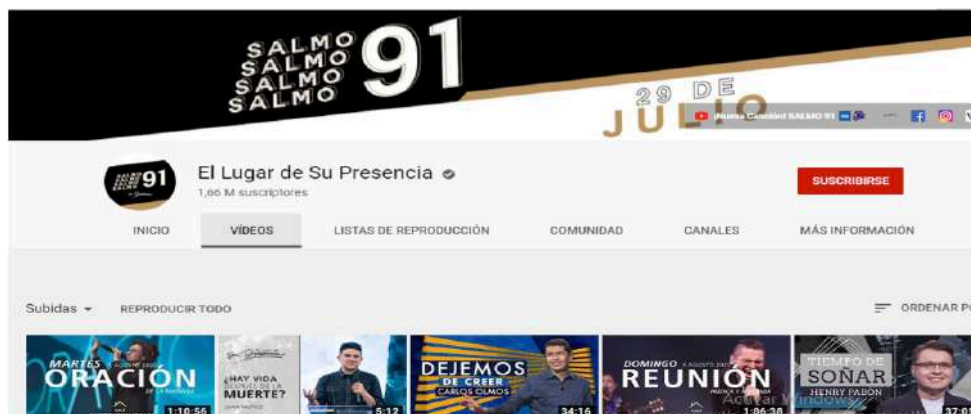 SALMO
SALMO
SALMO
SALMO
91
29 DE
JULIO
¡Nueva Canción! SALMO 91
91
El Lugar de Su Presencia
1,66 M suscriptores
SUSCRIBIRSE
INICIO
VÍDEOS
LISTAS DE REPRODUCCIÓN
COMUNIDAD
CANALES
MÁS INFORMACIÓN
Subidas
REPRODUCIR TODO
ORDENAR PO
MARTES
ORACIÓN
1:10:56
¿HAY VIDA
DESPUÉS DE LA
MUERTE?
5:12
DEJEMOS
DE CREER
CARLOS OLMOS
34:16
DOMINGO
REUNIÓN
1:06:38
TIEMPO DE
SOÑAR
HENRY PABÓN
Activar Windows